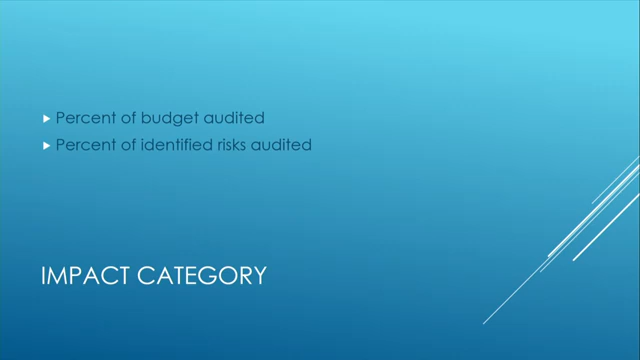 Percent of budget audited
Percent of identified risks audited
IMPACT CATEGORY